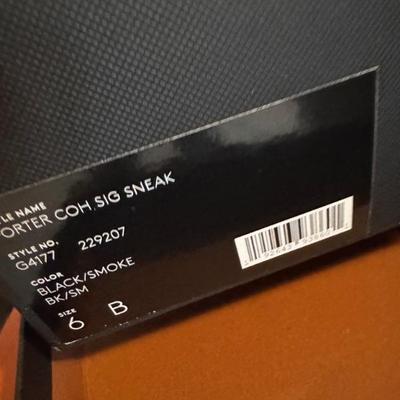 LE NAME
ORTER COH SIG SNEAK
STYLE NO.
G4177 229207
COLOR
BLACK/SMOKE
BK/SM
SIZE
6 B